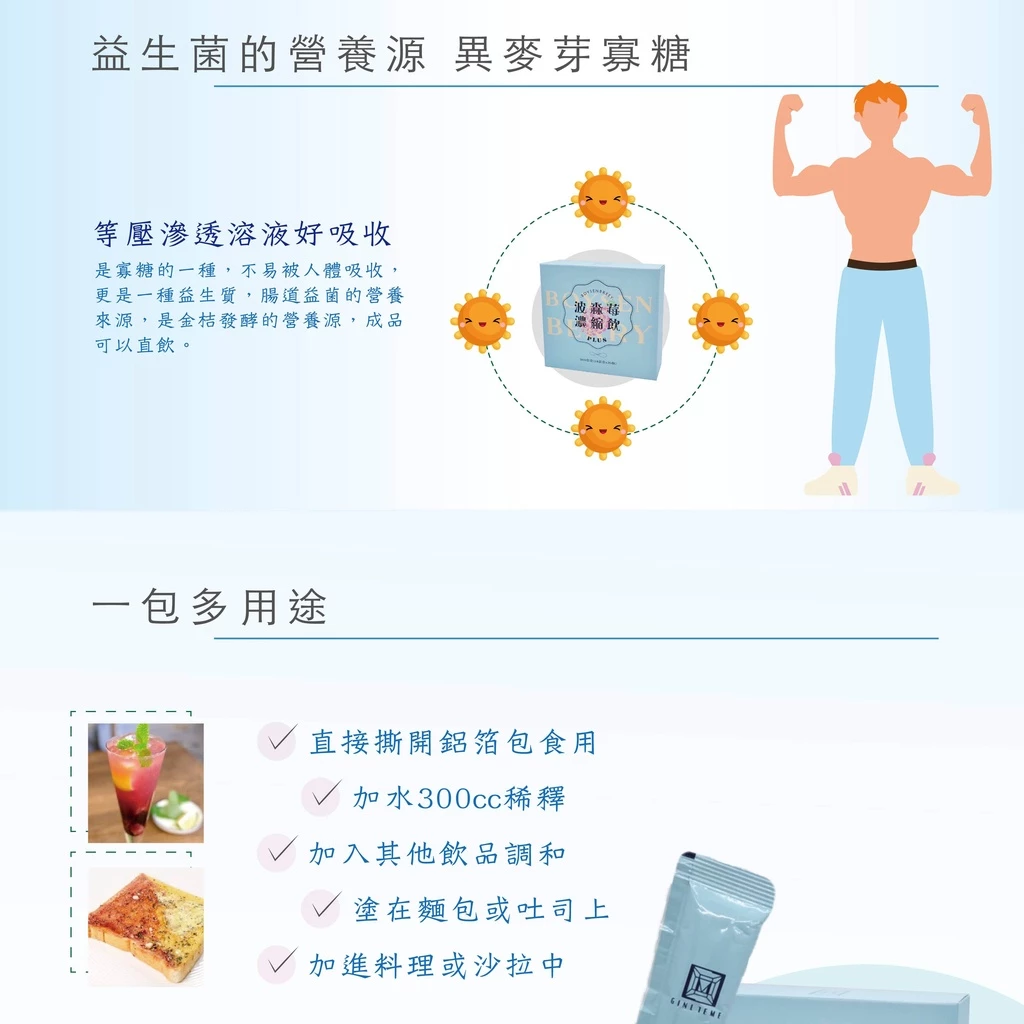 益生菌的營養源 異麥芽寡糖
等壓滲透溶液好吸收
是寡糖的一種，不易被人體吸收，
更是一種益生質，腸道益菌的營養
來源，是金桔發酵的營養源，成品
可以直飲。
BOYSEN
BERRY
波森莓
濃縮飲
PLUS
一包多用途
直接撕開鋁箔包食用
加水300cc稀釋
加入其他飲品調和
塗在麵包或吐司上
加進料理或沙拉中
M